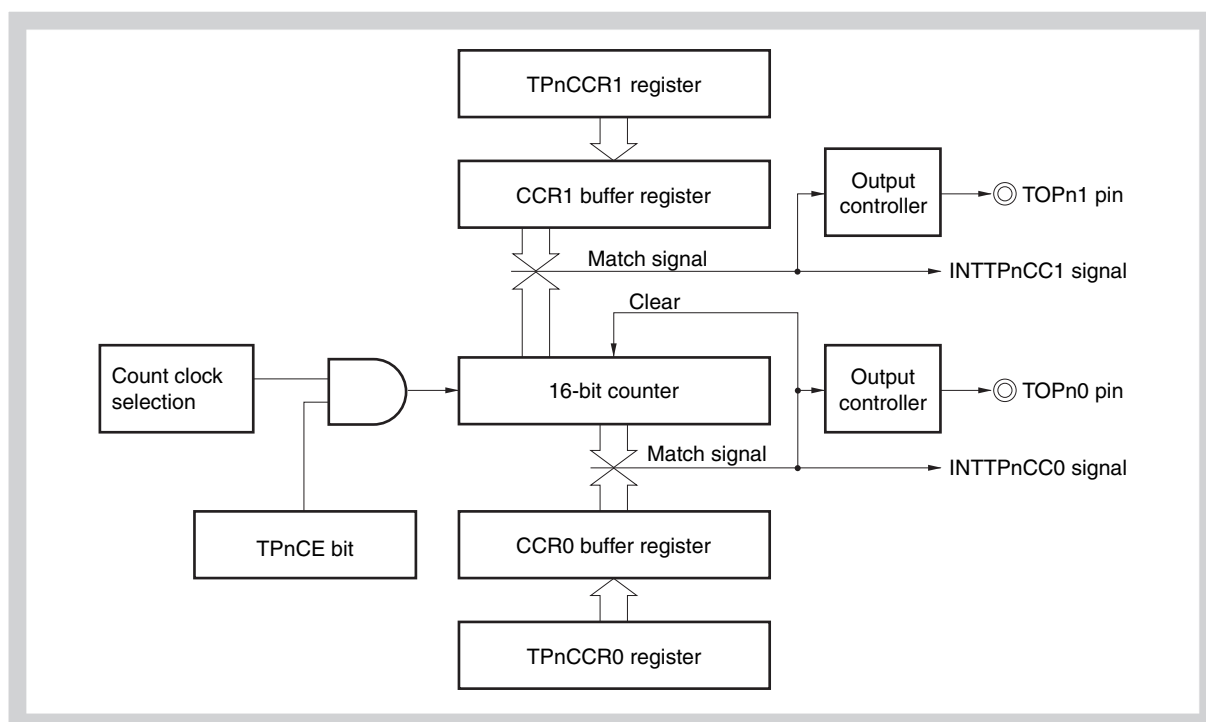 TPnCCR1 register
CCR1 buffer register
Output
controller
TOPn1 pin
Match signal
INTTPnCC1 signal
Clear
Count clock
selection
16-bit counter
Output
controller
TOPn0 pin
Match signal
INTTPnCC0 signal
TPnCE bit
CCR0 buffer register
TPnCCR0 register